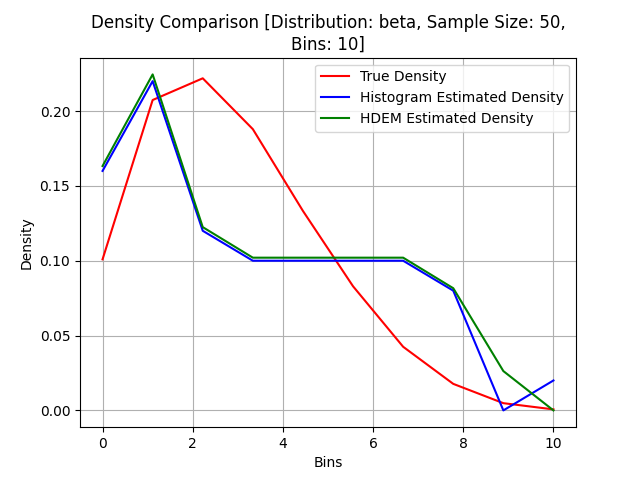 Density Comparison [Distribution: beta, Sample Size: 50,
Bins: 10]
True Density
Histogram Estimated Density
HDEM Estimated Density
Density
0.20
0.15
0.10
0.05
0.00
0 2 4 6 8 10
Bins